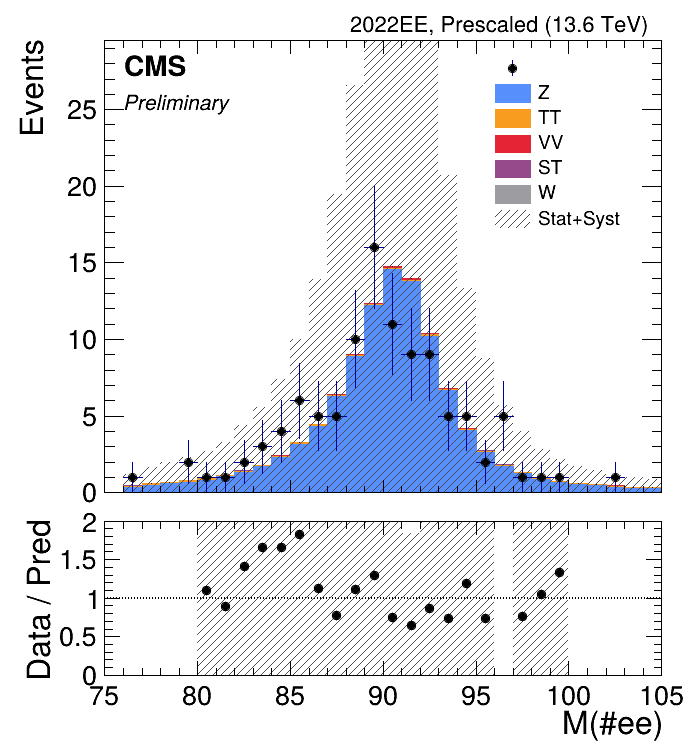 2022EE, Prescaled (13.6 TeV)
Events
CMS
Preliminary
Z
TT
VV
ST
W
Stat+Syst
25
20
15
10
5
0
Data / Pred
2
1.5
1
0.5
0
75 80 85 90 95 100 105
M(#ee)